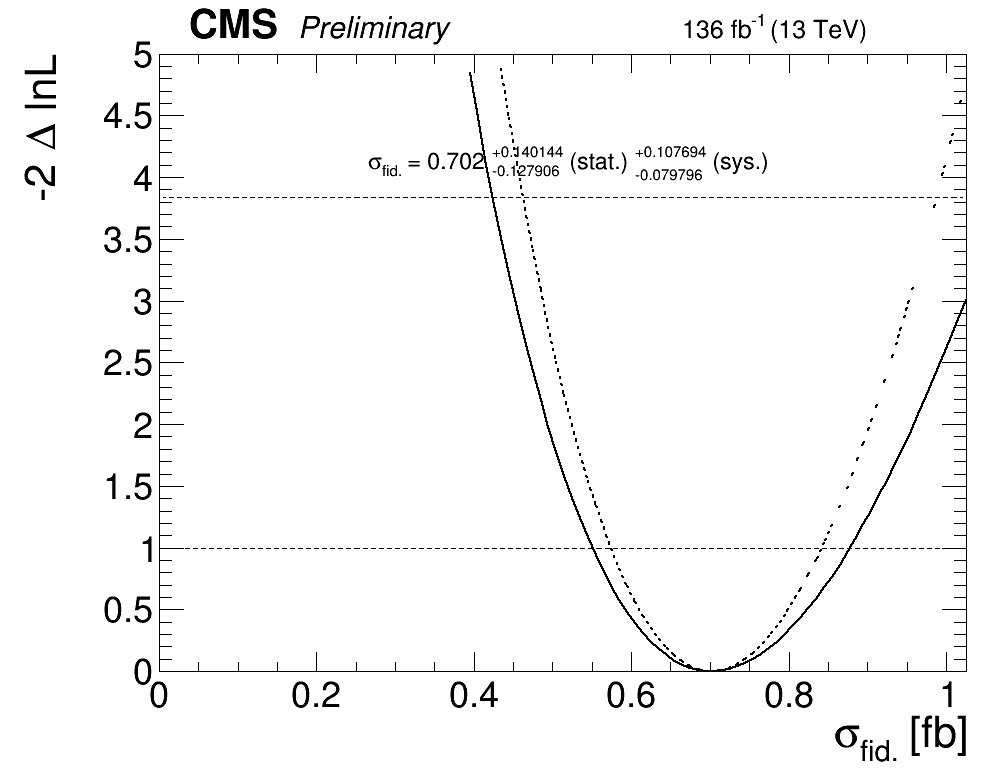 CMS Preliminary 136 fb-1 (13 TeV)
-2 Δ lnL
5
4.5
σfid. = 0.702 +0.140144 -0.127906 (stat.) +0.107694 -0.079796 (sys.)
4
3.5
3
2.5
2
1.5
1
0.5
0
0 0.2 0.4 0.6 0.8 1
σfid. [fb]